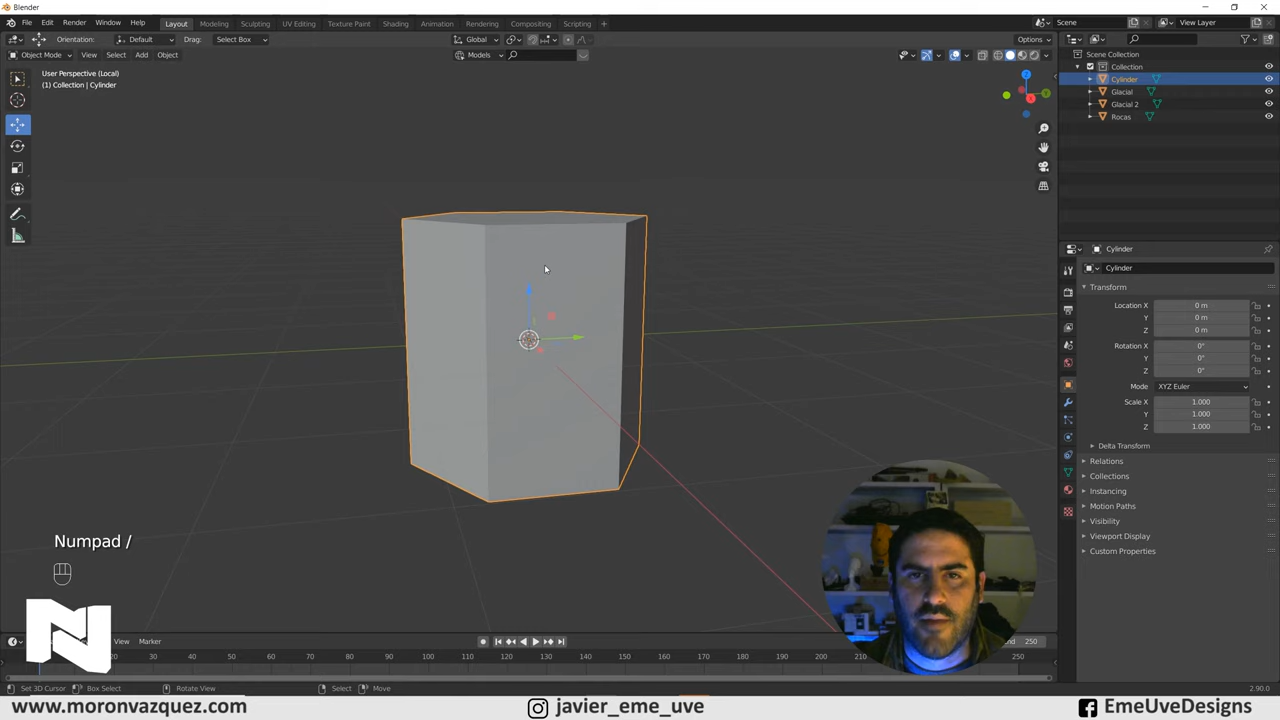 Blender
File Edit Render Window Help Layout Modeling Sculpting UV Editing Texture Paint Shading Animation Rendering Compositing Scripting + Scene View Layer
Orientation: Default Drag: Select Box Global Options
Object Mode View Select Add Object Models
User Perspective (Local)
(1) Collection | Cylinder
Scene Collection
Collection
Cylinder
Glacial
Glacial 2
Rocas
Cylinder
Cylinder
Transform
Location X 0 m
Y 0 m
Z 0 m
Rotation X 0°
Y 0°
Z 0°
Mode XYZ Euler
Scale X 1.000
Y 1.000
Z 1.000
Delta Transform
Relations
Collections
Instancing
Motion Paths
Visibility
Viewport Display
Custom Properties
Numpad /
N
View Marker 250
20 30 40 50 60 70 80 90 100 110 120 130 140 150 160 170 180 190 200 250
Set 3D Cursor Box Select Rotate View Select Move 2.90.0
www.moronvazquez.com javier_eme_uve EmeUveDesigns